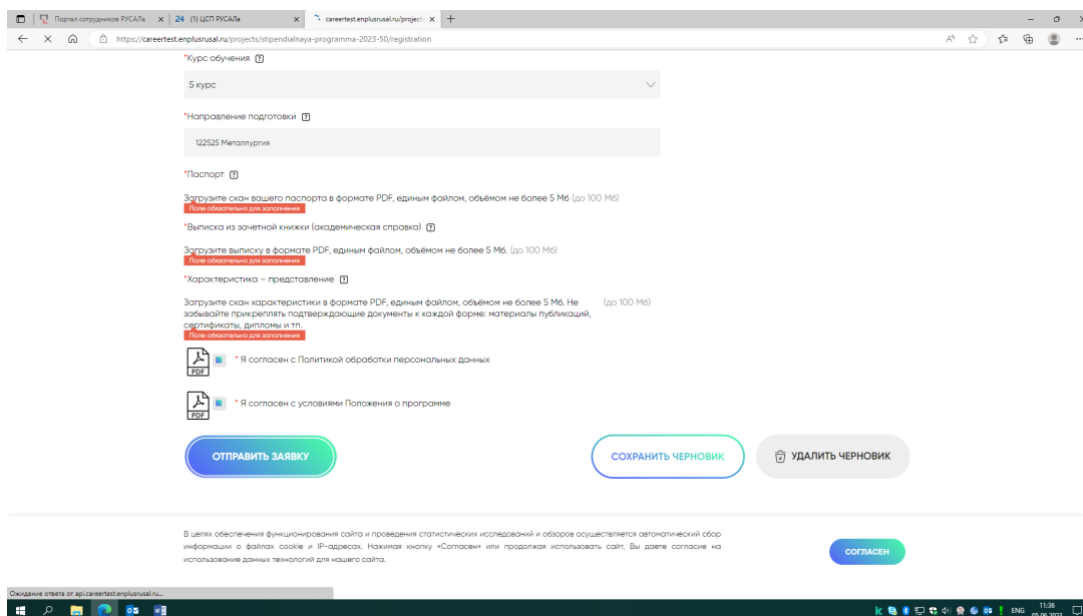 Портал сотрудников РУСАЛа
24 (1) ЦСП РУСАЛа
careertest.enplusrusal.ru/project
https://careertest.enplusrusal.ru/projects/stipendialnaya-programma-2023-50/registration
*Курс обучения ?
5 курс
*Направление подготовки ?
122525 Металлургия
*Паспорт ?
Загрузите скан вашего паспорта в формате PDF, единым файлом, объёмом не более 5 Мб (до 100 Мб)
Поле обязательно для заполнения
*Выписка из зачетной книжки (академическая справка) ?
Загрузите выписку в формате PDF, единым файлом, объёмом не более 5 Мб. (до 100 Мб)
Поле обязательно для заполнения
*Характеристика – представление ?
Загрузите скан характеристики в формате PDF, единым файлом, объёмом не более 5 Мб. Не (до 100 Мб)
забывайте прикреплять подтверждающие документы к каждой форме: материалы публикаций,
сертификаты, дипломы и тп.
Поле обязательно для заполнения
PDF * Я согласен с Политикой обработки персональных данных
PDF * Я согласен с условиями Положения о программе
ОТПРАВИТЬ ЗАЯВКУ СОХРАНИТЬ ЧЕРНОВИК УДАЛИТЬ ЧЕРНОВИК
В целях обеспечения функционирования сайта и проведения статистических исследований и обзоров осуществляется автоматический сбор
информации о файлах cookie и IP-адресах. Нажимая кнопку «Согласен» или продолжая использовать сайт, Вы даете согласие на
использование данных технологий для нашего сайта.
СОГЛАСЕН
Ожидание ответа от api.careertest.enplusrusal.ru...
ENG 11:36
05.06.2023